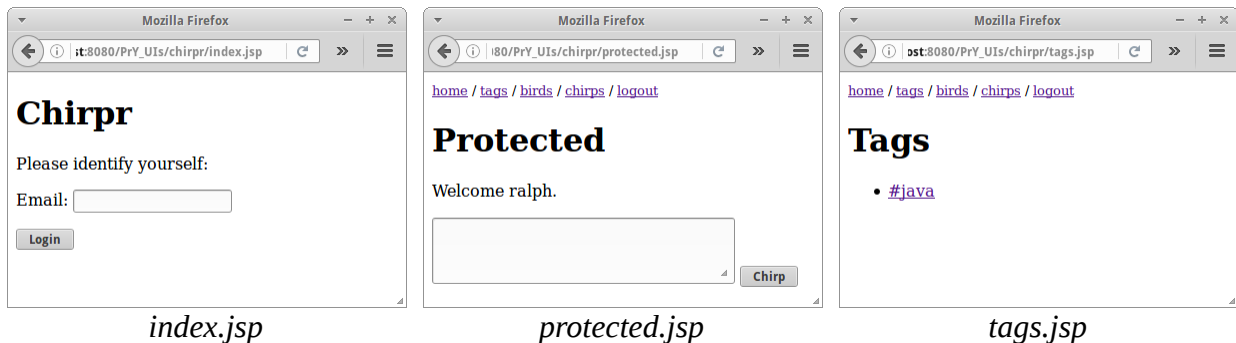 Mozilla Firefox
st:8080/PrY_UIs/chirpr/index.jsp
Chirpr
Please identify yourself:
Email:
Login
index.jsp
Mozilla Firefox
080/PrY_UIs/chirpr/protected.jsp
home / tags / birds / chirps / logout
Protected
Welcome ralph.
Chirp
protected.jsp
Mozilla Firefox
ost:8080/PrY_UIs/chirpr/tags.jsp
home / tags / birds / chirps / logout
Tags
• #java
tags.jsp